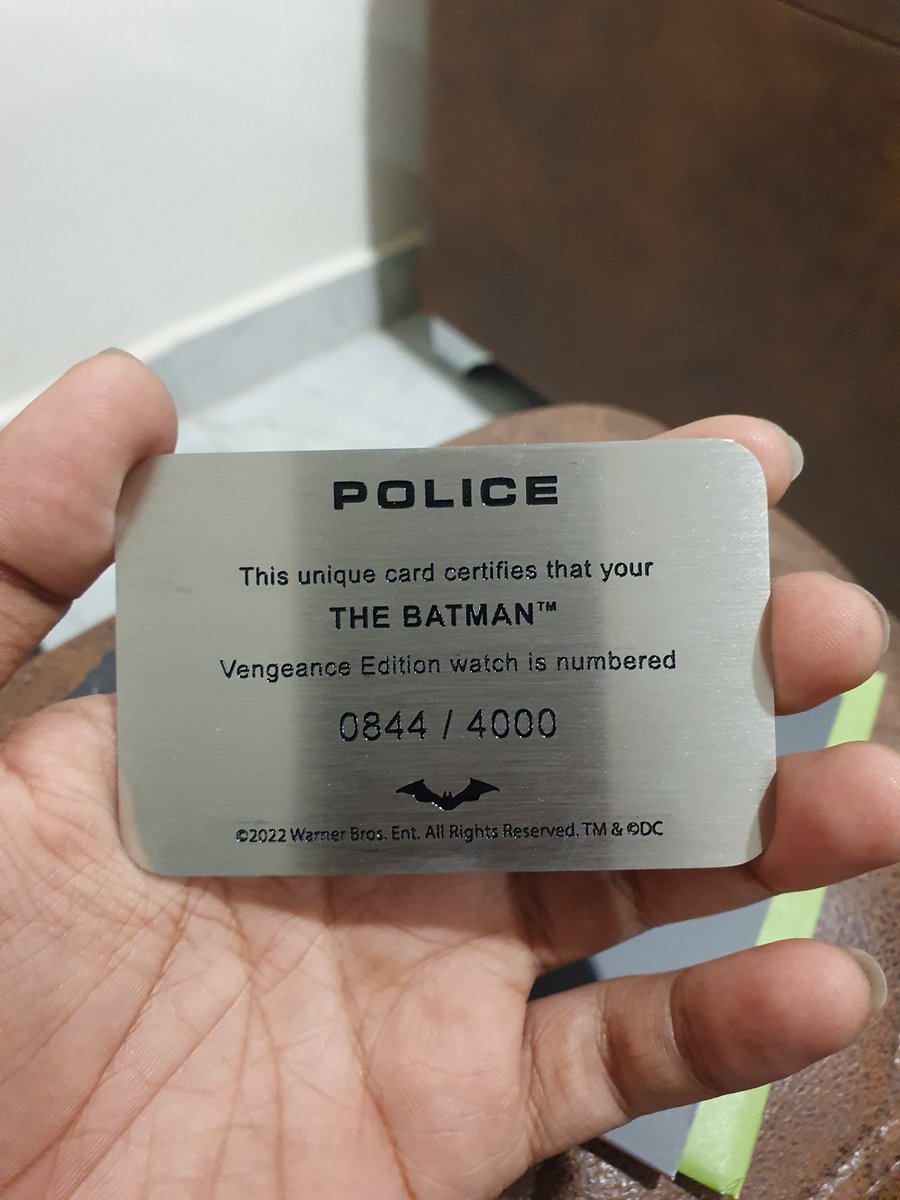 POLICE
This unique card certifies that your
THE BATMAN™
Vengeance Edition watch is numbered
0844 / 4000
©2022 Warner Bros. Ent. All Rights Reserved. TM & ©DC